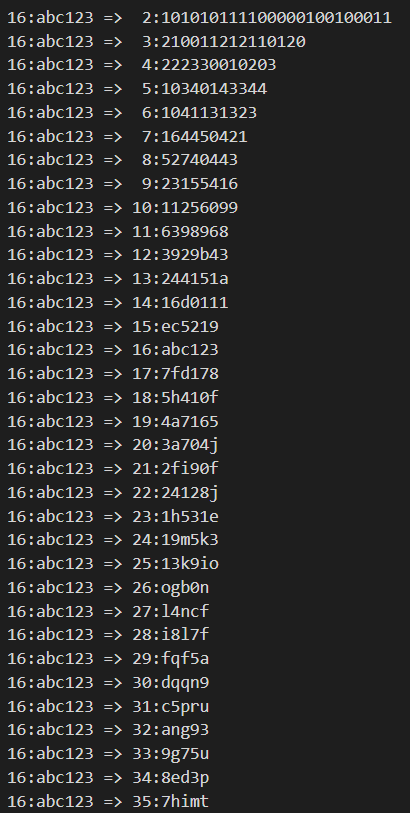 16:abc123 =>  2:101010111100000100100011
16:abc123 =>  3:210011212110120
16:abc123 =>  4:222330010203
16:abc123 =>  5:10340143344
16:abc123 =>  6:1041131323
16:abc123 =>  7:164450421
16:abc123 =>  8:52740443
16:abc123 =>  9:23155416
16:abc123 => 10:11256099
16:abc123 => 11:6398968
16:abc123 => 12:3929b43
16:abc123 => 13:244151a
16:abc123 => 14:16d0111
16:abc123 => 15:ec5219
16:abc123 => 16:abc123
16:abc123 => 17:7fd178
16:abc123 => 18:5h410f
16:abc123 => 19:4a7165
16:abc123 => 20:3a704j
16:abc123 => 21:2fi90f
16:abc123 => 22:24128j
16:abc123 => 23:1h531e
16:abc123 => 24:19m5k3
16:abc123 => 25:13k9io
16:abc123 => 26:ogb0n
16:abc123 => 27:l4ncf
16:abc123 => 28:i8l7f
16:abc123 => 29:fqf5a
16:abc123 => 30:dqqn9
16:abc123 => 31:c5pru
16:abc123 => 32:ang93
16:abc123 => 33:9g75u
16:abc123 => 34:8ed3p
16:abc123 => 35:7himt